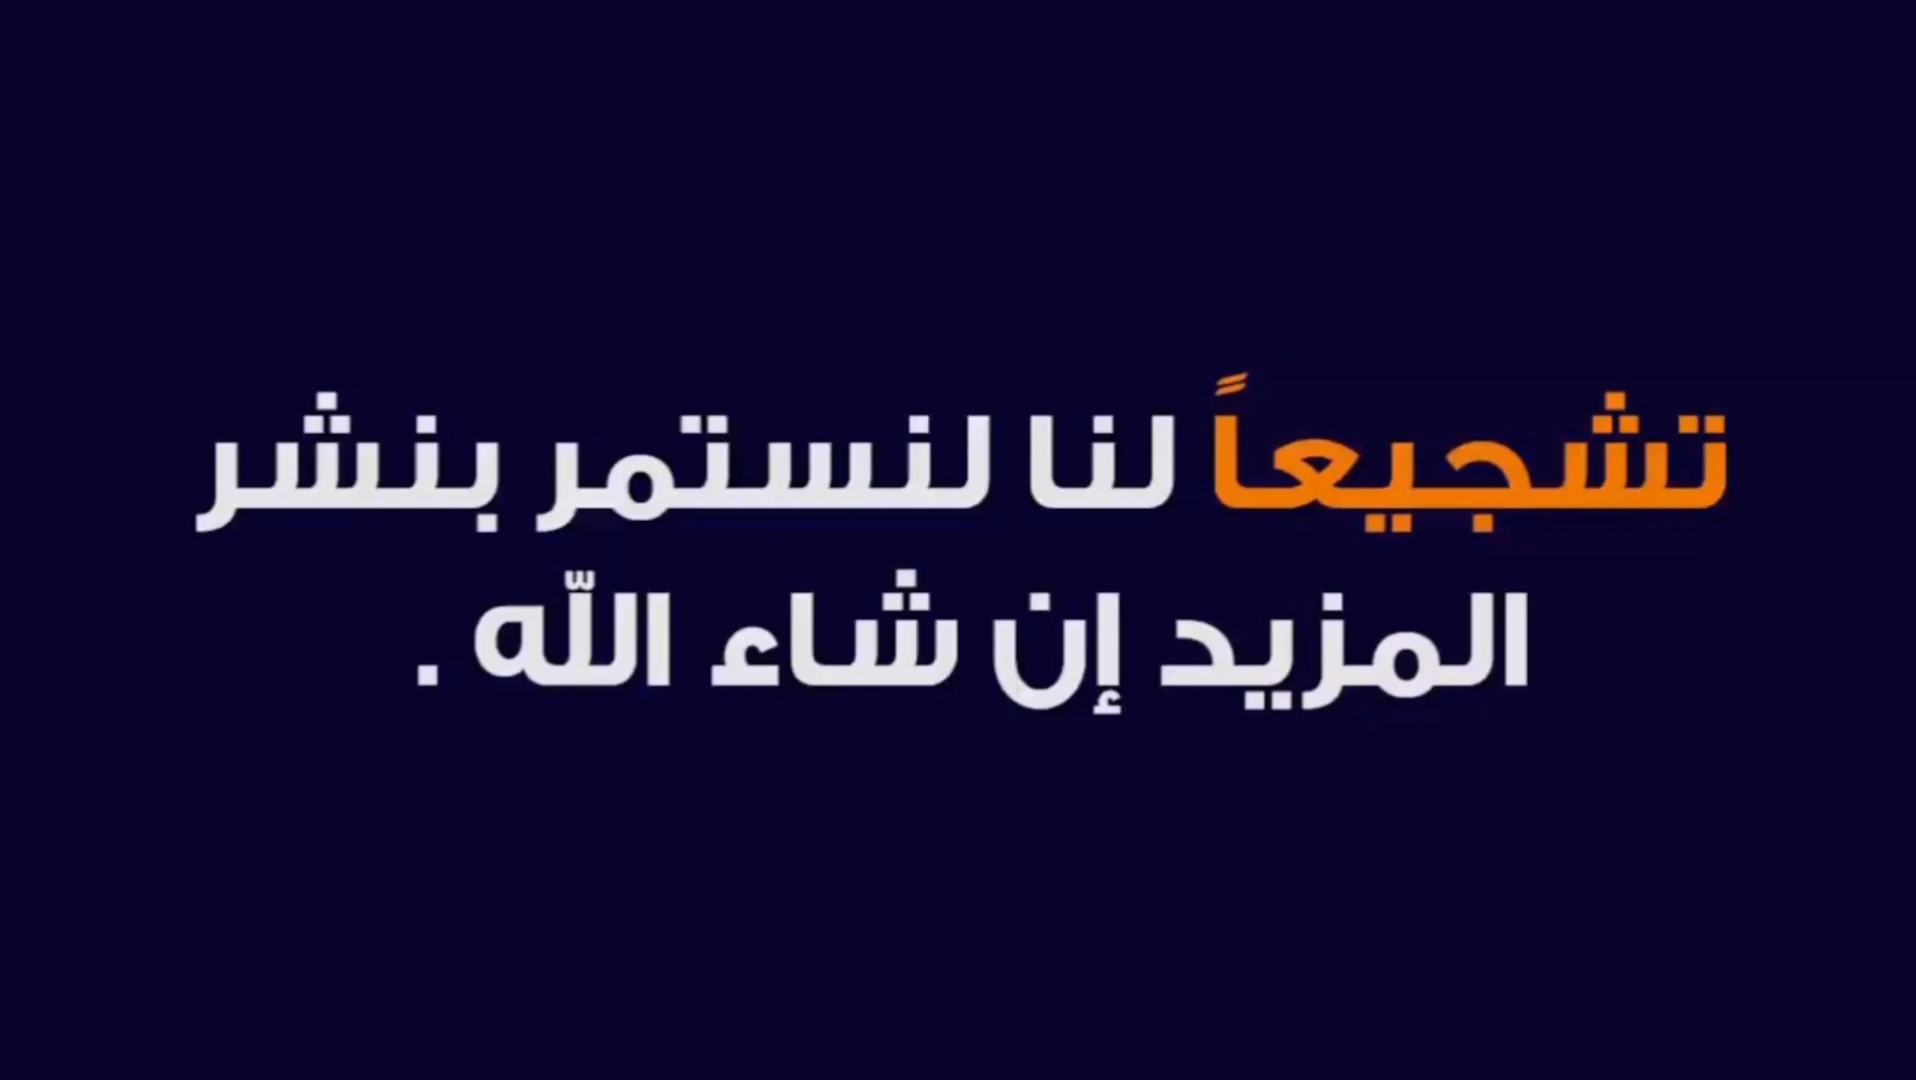 تشجيعاً لنا لنستمر بنشر
المزيد إن شاء اللّه .